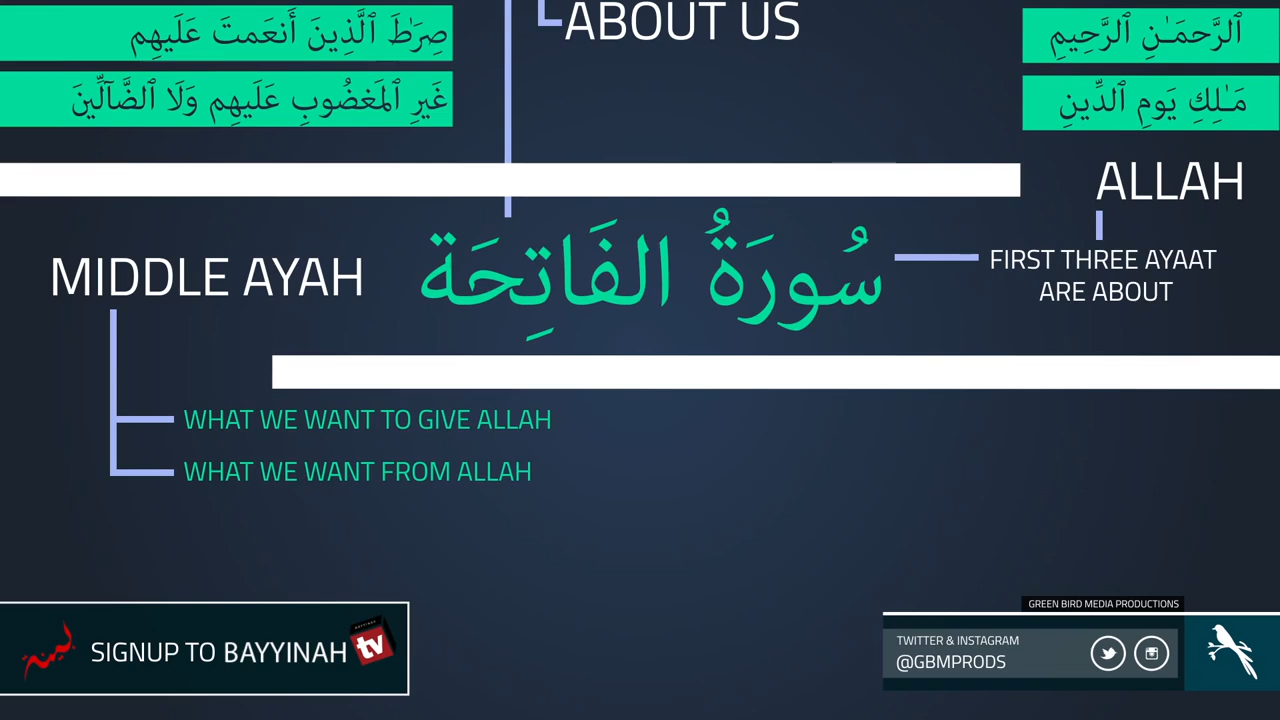 صِرَٰطَ ٱلَّذِينَ أَنعَمتَ عَلَيهِم
غَيرِ ٱلمَغضُوبِ عَلَيهِم وَلَا ٱلضَّآلِّينَ
ABOUT US
ٱلرَّحمَـٰنِ ٱلرَّحِيمِ
مَـٰلِكِ يَومِ ٱلدِّينِ
ALLAH
MIDDLE AYAH
سُورَةُ الفَاتِحَة
FIRST THREE AYAAT
ARE ABOUT
WHAT WE WANT TO GIVE ALLAH
WHAT WE WANT FROM ALLAH
SIGNUP TO BAYYINAH tv
GREEN BIRD MEDIA PRODUCTIONS
TWITTER & INSTAGRAM
@GBMPRODS